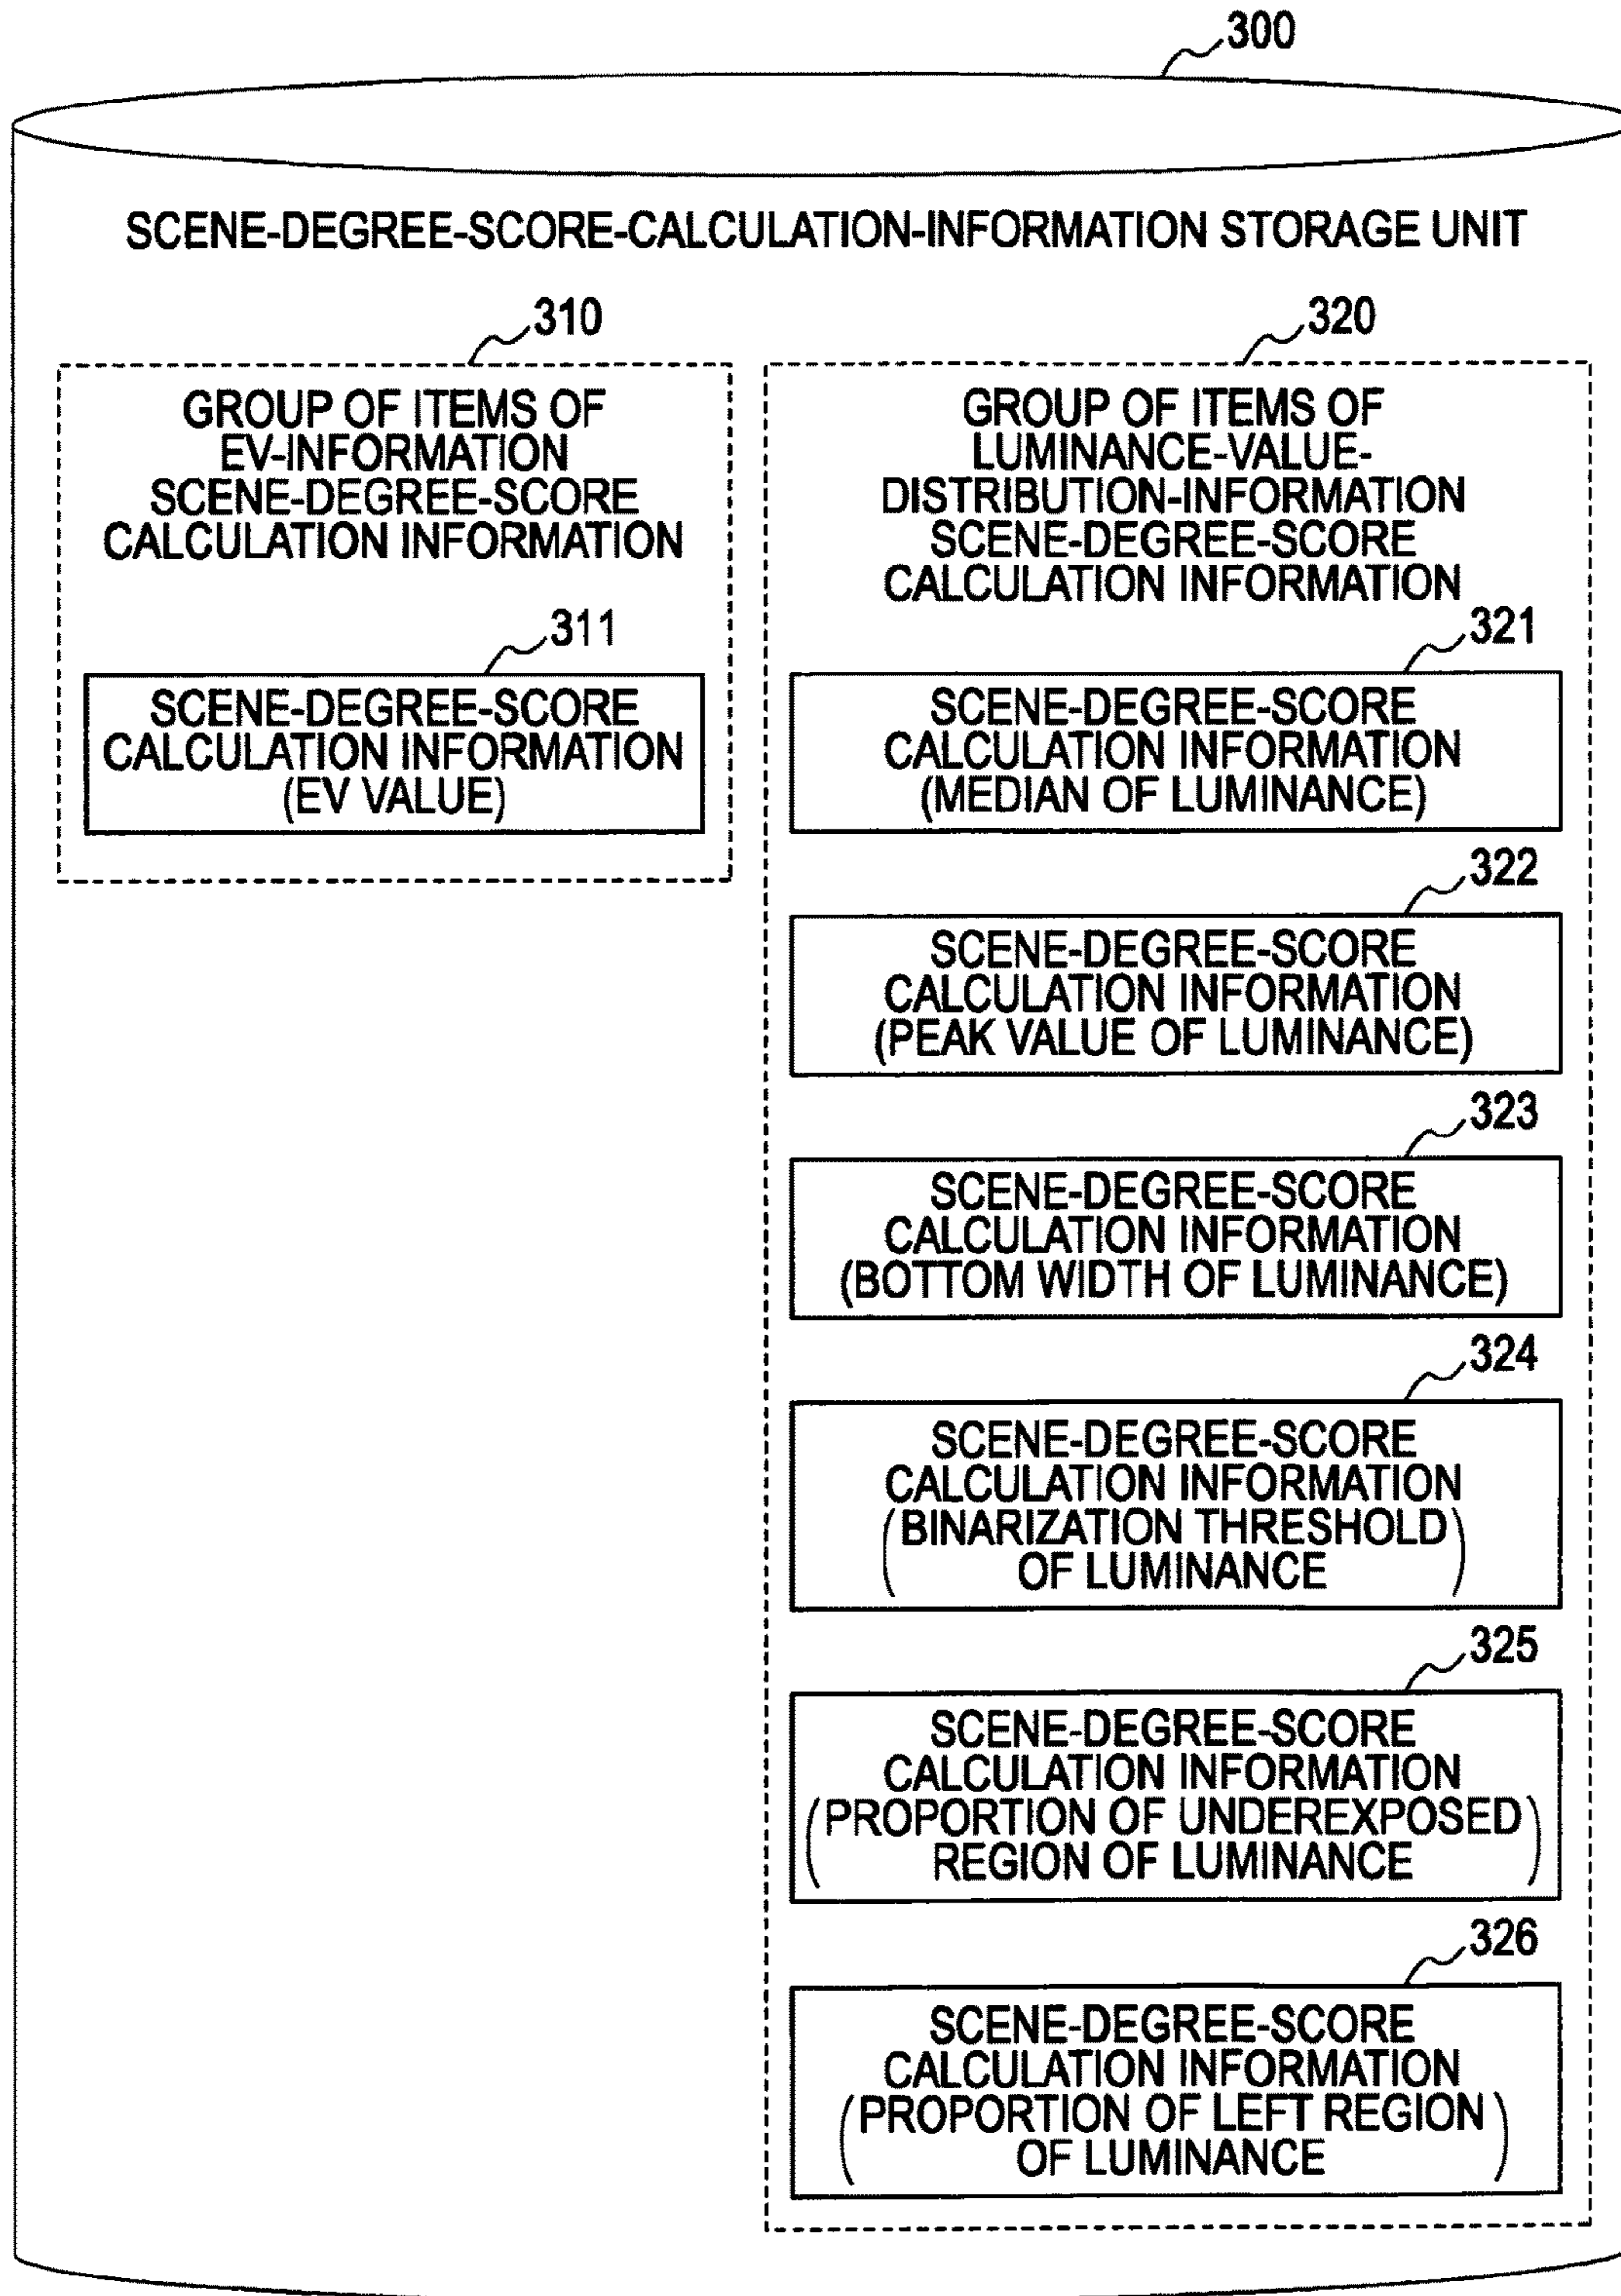 300
SCENE-DEGREE-SCORE-CALCULATION-INFORMATION STORAGE UNIT
310
GROUP OF ITEMS OF
EV-INFORMATION
SCENE-DEGREE-SCORE
CALCULATION INFORMATION
311
SCENE-DEGREE-SCORE
CALCULATION INFORMATION
(EV VALUE)
320
GROUP OF ITEMS OF
LUMINANCE-VALUE-
DISTRIBUTION-INFORMATION
SCENE-DEGREE-SCORE
CALCULATION INFORMATION
321
SCENE-DEGREE-SCORE
CALCULATION INFORMATION
(MEDIAN OF LUMINANCE)
322
SCENE-DEGREE-SCORE
CALCULATION INFORMATION
(PEAK VALUE OF LUMINANCE)
323
SCENE-DEGREE-SCORE
CALCULATION INFORMATION
(BOTTOM WIDTH OF LUMINANCE)
324
SCENE-DEGREE-SCORE
CALCULATION INFORMATION
(BINARIZATION THRESHOLD
OF LUMINANCE)
325
SCENE-DEGREE-SCORE
CALCULATION INFORMATION
(PROPORTION OF UNDEREXPOSED
REGION OF LUMINANCE)
326
SCENE-DEGREE-SCORE
CALCULATION INFORMATION
(PROPORTION OF LEFT REGION
OF LUMINANCE)